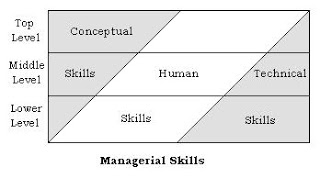 Top
Level
Conceptual
Middle
Level
Skills
Human
Technical
Lower
Level
Skills
Skills
Managerial Skills